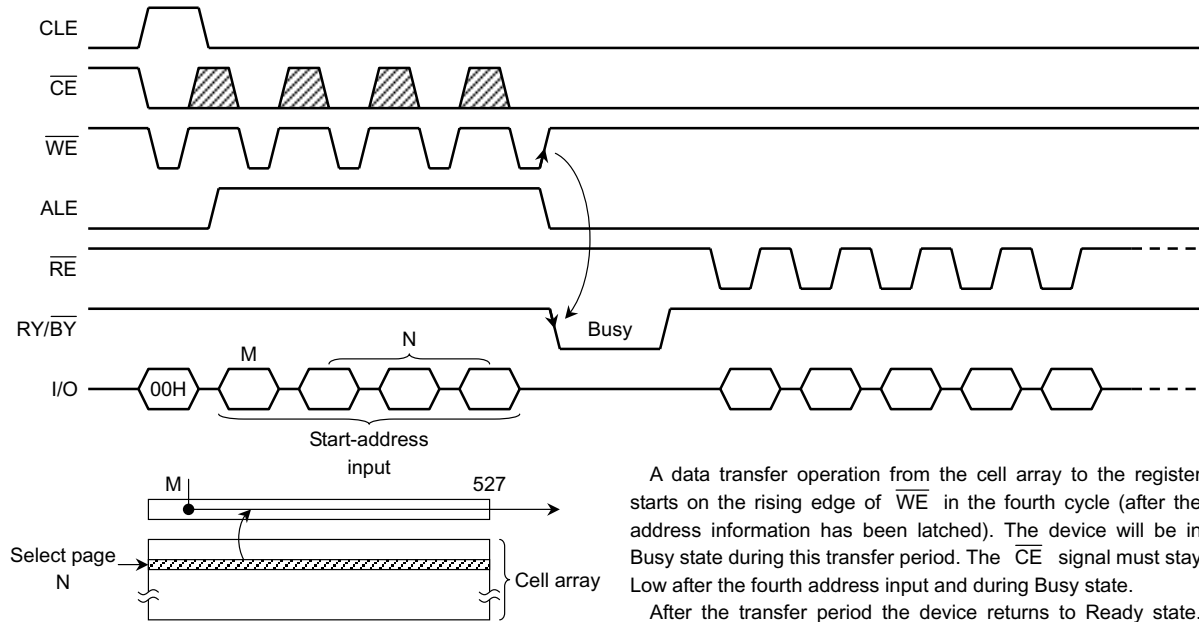 CLE
CE
WE
ALE
RE
RY/BY
Busy
M
N
I/O
00H
Start-address
input
M
527
Select page
N
Cell array
A data transfer operation from the cell array to the register
starts on the rising edge of WE in the fourth cycle (after the
address information has been latched). The device will be in
Busy state during this transfer period. The CE signal must stay
Low after the fourth address input and during Busy state.
After the transfer period the device returns to Ready state.